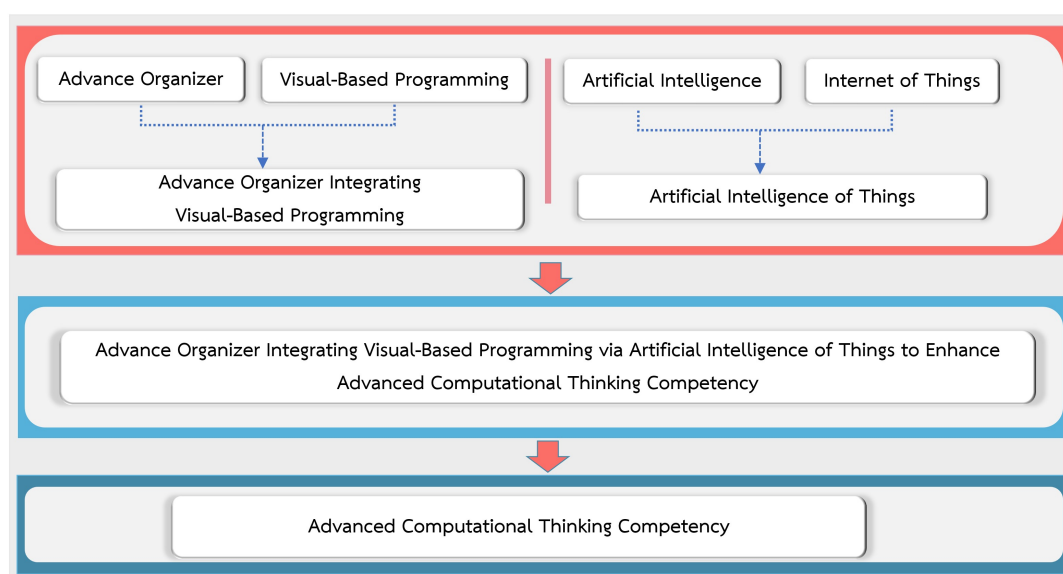 Advance Organizer
Visual-Based Programming
Artificial Intelligence
Internet of Things
Advance Organizer Integrating
Visual-Based Programming
Artificial Intelligence of Things
Advance Organizer Integrating Visual-Based Programming via Artificial Intelligence of Things to Enhance
Advanced Computational Thinking Competency
Advanced Computational Thinking Competency